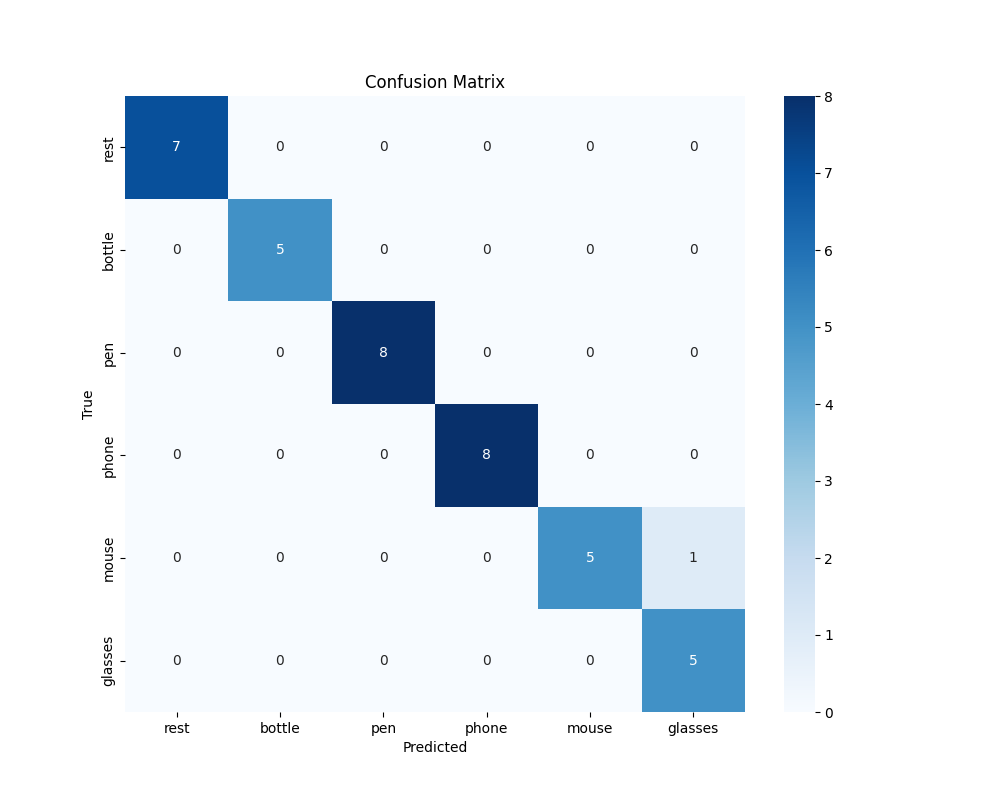 Confusion Matrix
True
rest 7 0 0 0 0 0
bottle 0 5 0 0 0 0
pen 0 0 8 0 0 0
phone 0 0 0 8 0 0
mouse 0 0 0 0 5 1
glasses 0 0 0 0 0 5
rest bottle pen phone mouse glasses
Predicted
8
7
6
5
4
3
2
1
0